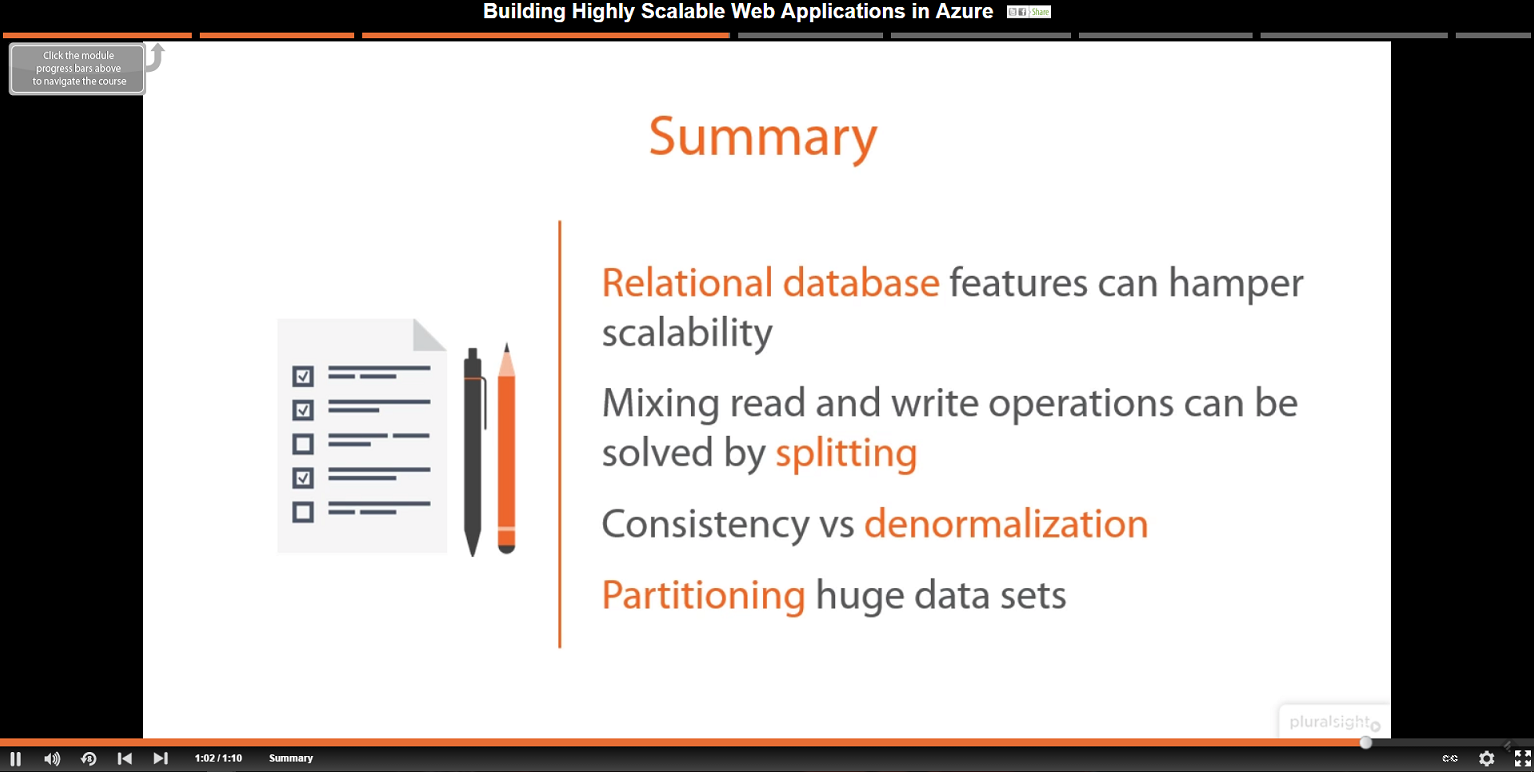 Building Highly Scalable Web Applications in Azure
Share
Click the module
progress bars above
to navigate the course
Summary
Relational database features can hamper
scalability
Mixing read and write operations can be
solved by splitting
Consistency vs denormalization
Partitioning huge data sets
pluralsight
1:02 / 1:10 Summary